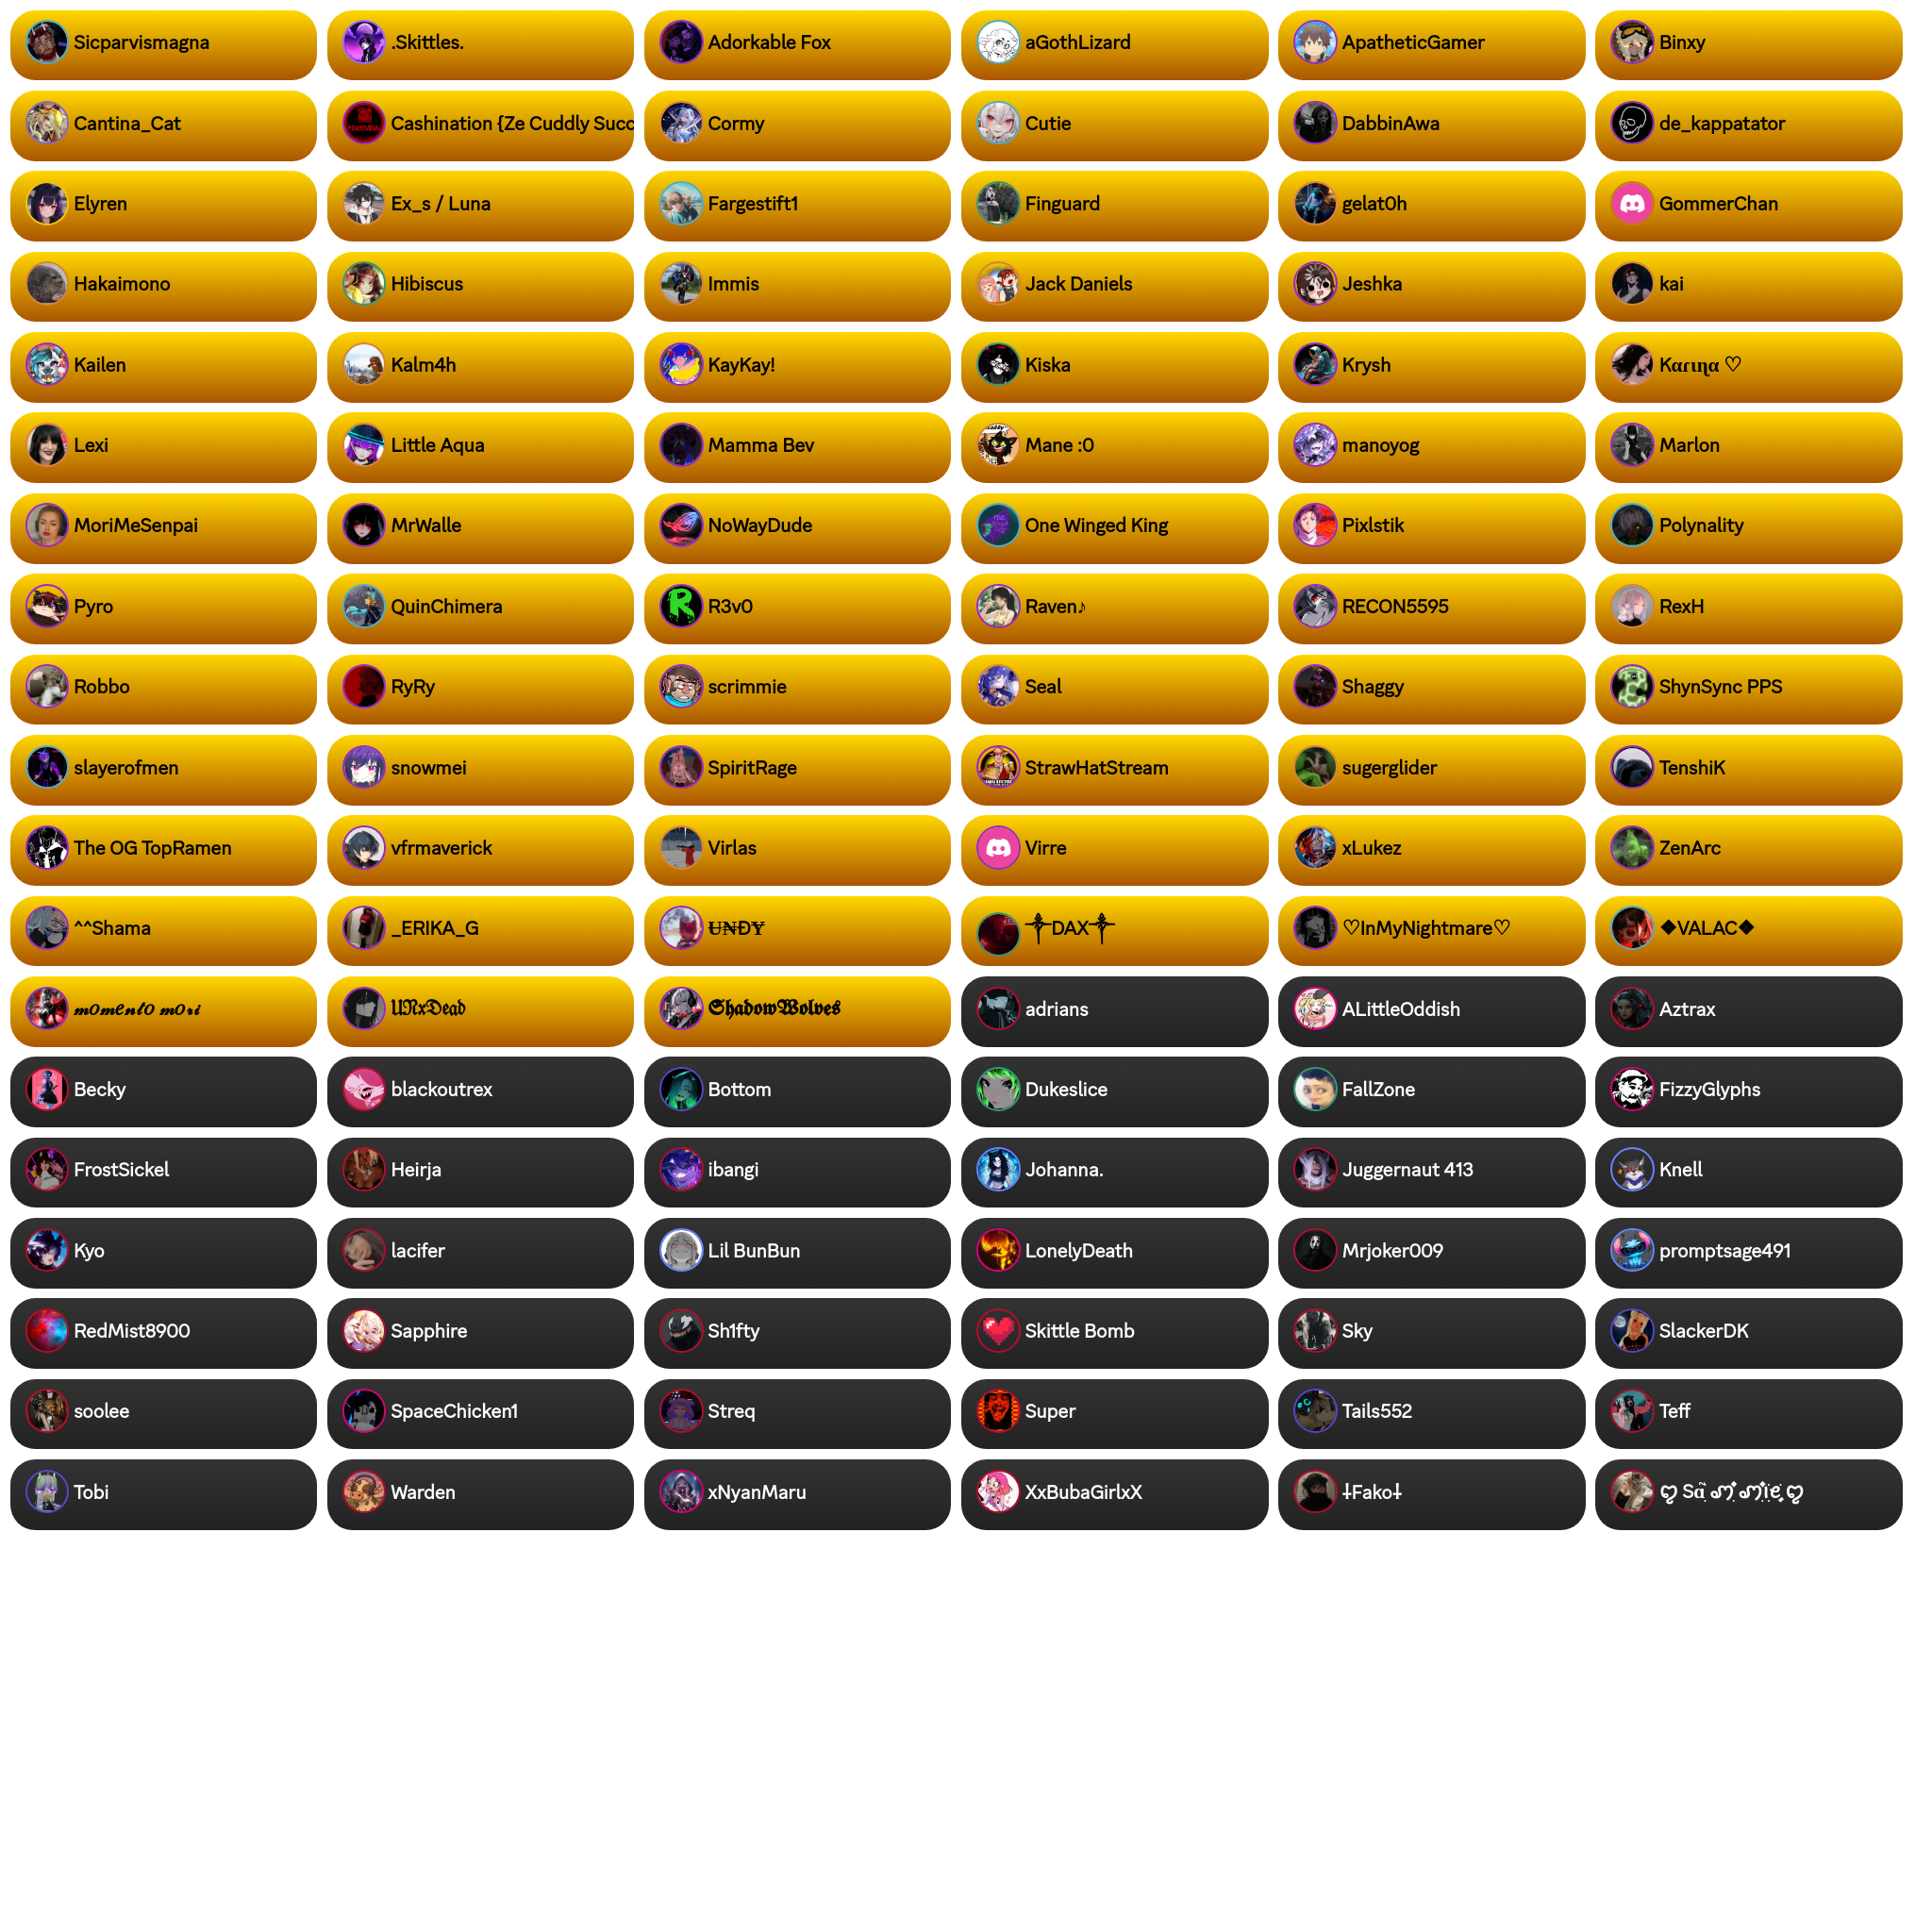 Sicparvismagna
.Skittles.
Adorkable Fox
aGothLizard
ApatheticGamer
Binxy
Cantina_Cat
Cashination {Ze Cuddly Succ
Cormy
Cutie
DabbinAwa
de_kappatator
Elyren
Ex_s / Luna
Fargestift1
Finguard
gelat0h
GommerChan
Hakaimono
Hibiscus
Immis
Jack Daniels
Jeshka
kai
Kailen
Kalm4h
KayKay!
Kiska
Krysh
Kαɾιηα ♡
Lexi
Little Aqua
Mamma Bev
Mane :0
manoyog
Marlon
MoriMeSenpai
MrWalle
NoWayDude
One Winged King
Pixlstik
Polynality
Pyro
QuinChimera
R3v0
Raven♪
RECON5595
RexH
Robbo
RyRy
scrimmie
Seal
Shaggy
ShynSync PPS
slayerofmen
snowmei
SpiritRage
StrawHatStream
sugerglider
TenshiK
The OG TopRamen
vfrmaverick
Virlas
Virre
xLukez
ZenArc
^^Shama
_ERIKA_G
U̶₦ĐɎ
༒DAX༒
♡InMyNightmare♡
❖VALAC❖
𝓶𝓸𝓶𝓮𝓷𝓽𝓸 𝓶𝓸𝓻𝓲
𝔘𝔑𝔵𝔇𝔢𝔞𝔡
𝕾𝖍𝖆𝖉𝖔𝖜𝖂𝖔𝖑𝖛𝖊𝖘
adrians
ALittleOddish
Aztrax
Becky
blackoutrex
Bottom
Dukeslice
FallZone
FizzyGlyphs
FrostSickel
Heirja
ibangi
Johanna.
Juggernaut 413
Knell
Kyo
lacifer
Lil BunBun
LonelyDeath
Mrjoker009
promptsage491
RedMist8900
Sapphire
Sh1fty
Skittle Bomb
Sky
SlackerDK
soolee
SpaceChicken1
Streq
Super
Tails552
Teff
Tobi
Warden
xNyanMaru
XxBubaGirlxX
⸸Fako⸸